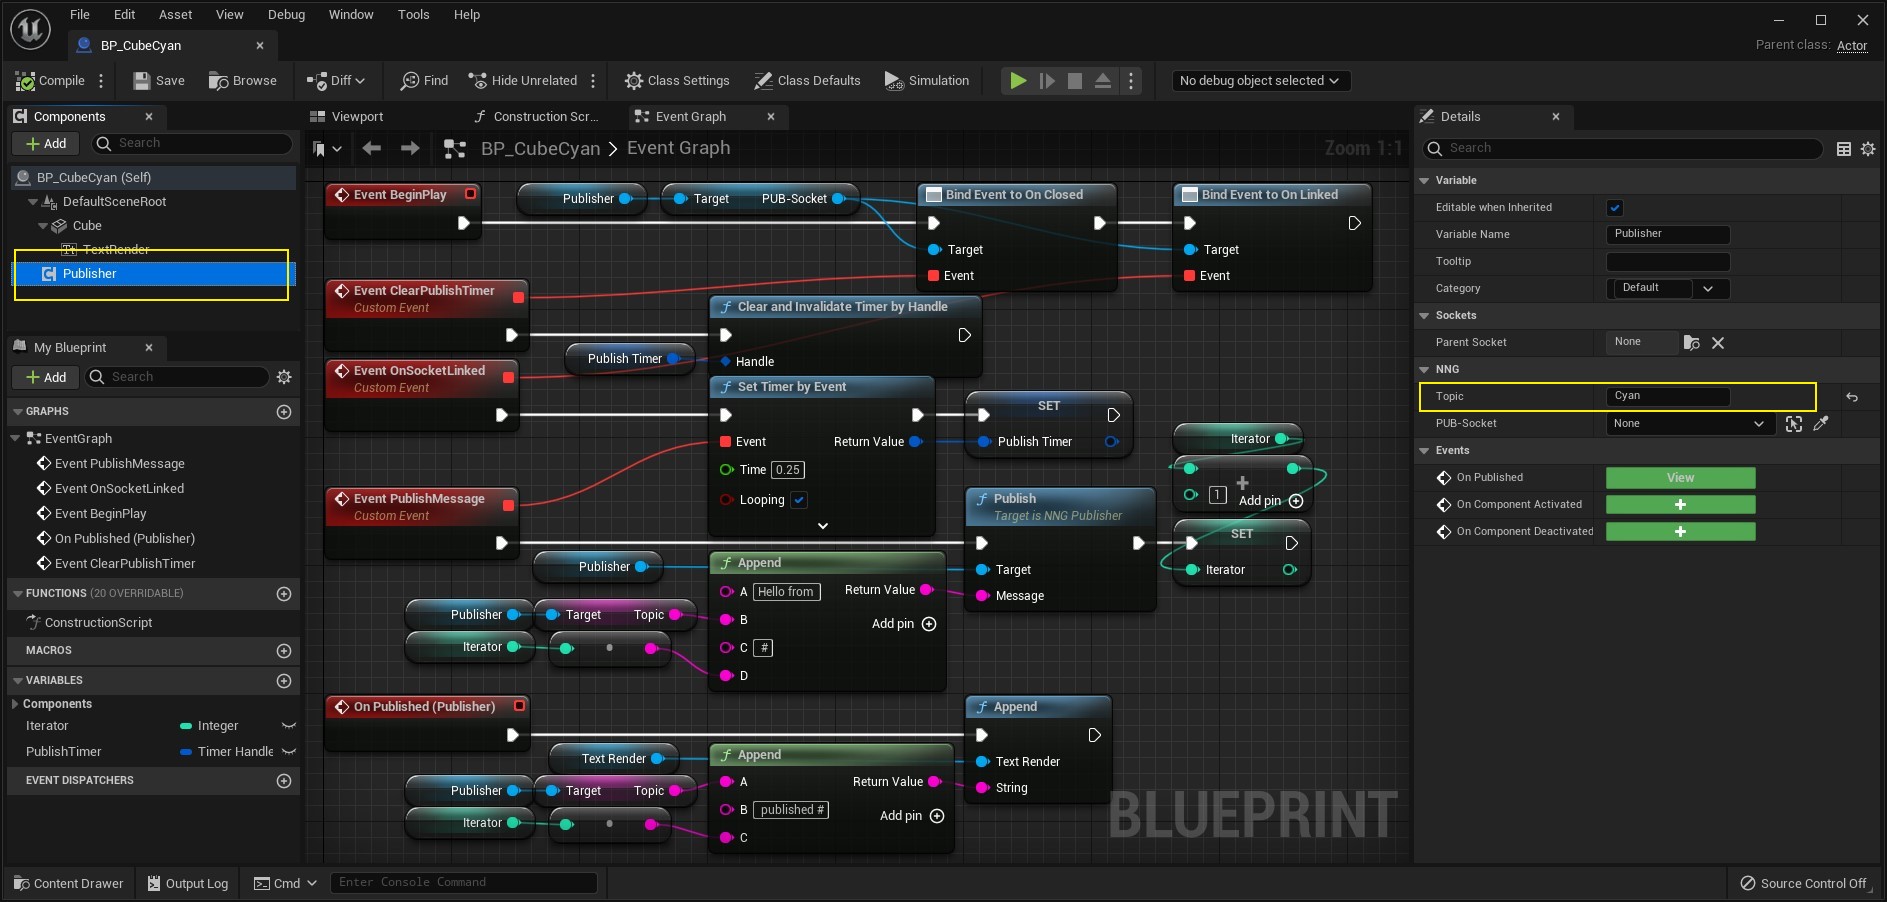 File Edit Asset View Debug Window Tools Help
BP_CubeCyan
Parent class: Actor
Compile Save Browse Diff Find Hide Unrelated Class Settings Class Defaults Simulation No debug object selected
Components
Add Search
BP_CubeCyan (Self)
DefaultSceneRoot
Cube
TextRender
Publisher
My Blueprint
Add Search
GRAPHS
EventGraph
Event PublishMessage
Event OnSocketLinked
Event BeginPlay
On Published (Publisher)
Event ClearPublishTimer
FUNCTIONS (20 OVERRIDABLE)
ConstructionScript
MACROS
VARIABLES
Components
Iterator Integer
PublishTimer Timer Handle
EVENT DISPATCHERS
Viewport Construction Scr... Event Graph
BP_CubeCyan > Event Graph Zoom 1:1
Event BeginPlay
Publisher
Target PUB-Socket
Bind Event to On Closed
Target
Event
Bind Event to On Linked
Target
Event
Event ClearPublishTimer
Custom Event
Clear and Invalidate Timer by Handle
Handle
Publish Timer
Event OnSocketLinked
Custom Event
Set Timer by Event
Event Return Value
Time 0.25
Looping
SET
Publish Timer
Iterator
1 Add pin
SET
Iterator
Event PublishMessage
Custom Event
Publish
Target is NNG Publisher
Target
Message
Publisher
Append
A Hello from Return Value
B
Add pin
C #
D
Publisher Target Topic
Iterator
On Published (Publisher)
Append
Text Render
String
Text Render
Append
A Return Value
B published # Add pin
C
Publisher Target Topic
Iterator
BLUEPRINT
Details
Search
Variable
Editable when Inherited
Variable Name Publisher
Tooltip
Category Default
Sockets
Parent Socket None
NNG
Topic Cyan
PUB-Socket None
Events
On Published View
On Component Activated
On Component Deactivated
Content Drawer Output Log Cmd Enter Console Command Source Control Off